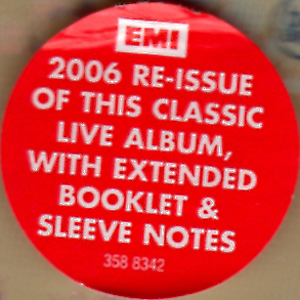 EMI
2006 RE-ISSUE
OF THIS CLASSIC
LIVE ALBUM,
WITH EXTENDED
BOOKLET &
SLEEVE NOTES
358 8342